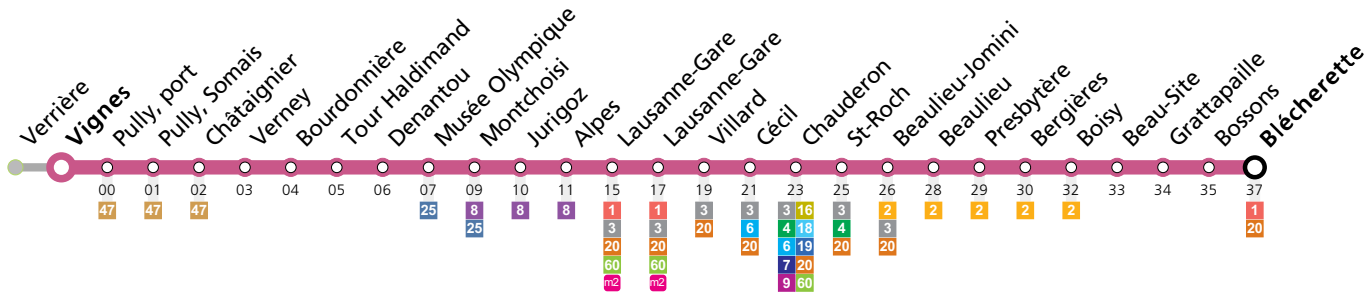 Verrière
Vignes
Pully, port
Pully, Somais
Châtaignier
Verney
Bourdonnière
Tour Haldimand
Denantou
Musée Olympique
Montchoisi
Jurigoz
Alpes
Lausanne-Gare
Lausanne-Gare
Villard
Cécil
Chauderon
St-Roch
Beaulieu-Jomini
Beaulieu
Presbytère
Bergières
Boisy
Beau-Site
Grattapaille
Bossons
Blécherette
00 01 02 03 04 05 06 07 09 10 11 15 17 19 21 23 25 26 28 29 30 32 33 34 35 37
47 47 47 25 8 8 8 1 1 3 3 3 16 3 2 2 2 2 2 1
25 3 3 20 6 4 18 4 3 20
20 20 20 6 19 20 20
60 60 7 20
m2 m2 9 60